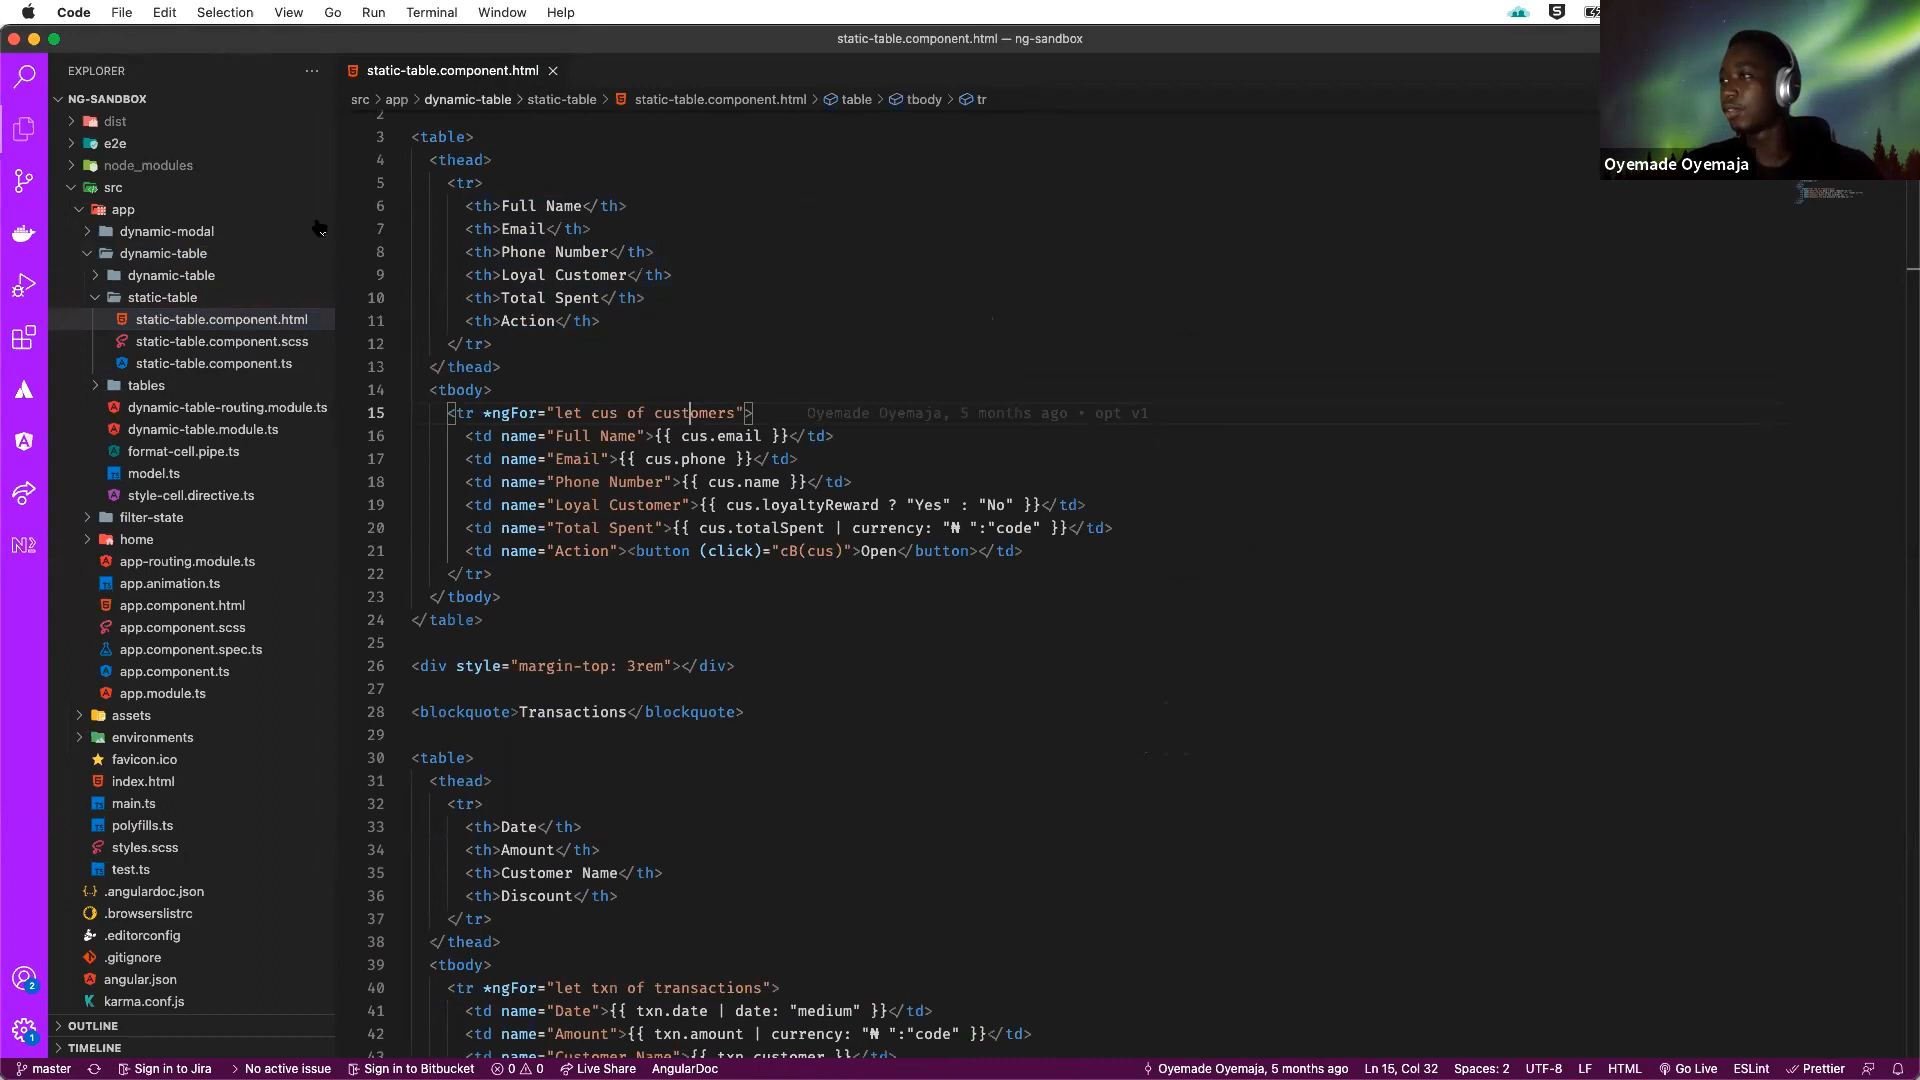 Code File Edit Selection View Go Run Terminal Window Help
static-table.component.html — ng-sandbox
Oyemade Oyemaja
EXPLORER
NG-SANDBOX
dist
e2e
node_modules
src
app
dynamic-modal
dynamic-table
dynamic-table
static-table
static-table.component.html
static-table.component.scss
static-table.component.ts
tables
dynamic-table-routing.module.ts
dynamic-table.module.ts
format-cell.pipe.ts
model.ts
style-cell.directive.ts
filter-state
home
app-routing.module.ts
app.animation.ts
app.component.html
app.component.scss
app.component.spec.ts
app.component.ts
app.module.ts
assets
environments
favicon.ico
index.html
main.ts
polyfills.ts
styles.scss
test.ts
.angulardoc.json
.browserslistrc
.editorconfig
.gitignore
angular.json
karma.conf.js
OUTLINE
TIMELINE
2
1
static-table.component.html
src > app > dynamic-table > static-table > static-table.component.html > table > tbody > tr
2
3 <table>
4 <thead>
5 <tr>
6 <th>Full Name</th>
7 <th>Email</th>
8 <th>Phone Number</th>
9 <th>Loyal Customer</th>
10 <th>Total Spent</th>
11 <th>Action</th>
12 </tr>
13 </thead>
14 <tbody>
15 <tr *ngFor="let cus of customers"> Oyemade Oyemaja, 5 months ago • opt v1
16 <td name="Full Name">{{ cus.email }}</td>
17 <td name="Email">{{ cus.phone }}</td>
18 <td name="Phone Number">{{ cus.name }}</td>
19 <td name="Loyal Customer">{{ cus.loyaltyReward ? "Yes" : "No" }}</td>
20 <td name="Total Spent">{{ cus.totalSpent | currency: "₦ ":"code" }}</td>
21 <td name="Action"><button (click)="cB(cus)">Open</button></td>
22 </tr>
23 </tbody>
24 </table>
25
26 <div style="margin-top: 3rem"></div>
27
28 <blockquote>Transactions</blockquote>
29
30 <table>
31 <thead>
32 <tr>
33 <th>Date</th>
34 <th>Amount</th>
35 <th>Customer Name</th>
36 <th>Discount</th>
37 </tr>
38 </thead>
39 <tbody>
40 <tr *ngFor="let txn of transactions">
41 <td name="Date">{{ txn.date | date: "medium" }}</td>
42 <td name="Amount">{{ txn.amount | currency: "₦ ":"code" }}</td>
43 <td name="Customer Name">{{ txn.customer }}</td>
master Sign in to Jira No active issue Sign in to Bitbucket 0 0 Live Share AngularDoc Oyemade Oyemaja, 5 months ago Ln 15, Col 32 Spaces: 2 UTF-8 LF HTML Go Live ESLint Prettier